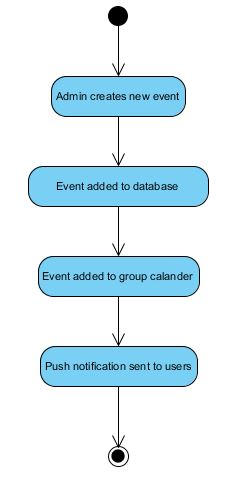 Admin creates new event
Event added to database
Event added to group calander
Push notification sent to users